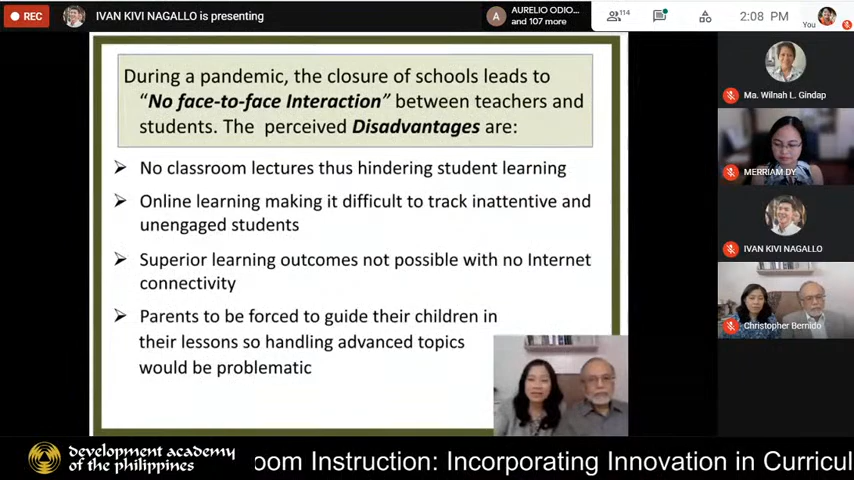 REC
IVAN KIVI NAGALLO is presenting
A
AURELIO ODIO...
and 107 more
114
2:08 PM
You
During a pandemic, the closure of schools leads to
“No face-to-face Interaction” between teachers and
students. The perceived Disadvantages are:
➤ No classroom lectures thus hindering student learning
➤ Online learning making it difficult to track inattentive and
unengaged students
➤ Superior learning outcomes not possible with no Internet
connectivity
➤ Parents to be forced to guide their children in
their lessons so handling advanced topics
would be problematic
Ma. Wilnah L. Gindap
MERRIAM DY
IVAN KIVI NAGALLO
Christopher Bernido
development academy
of the philippines
oom Instruction: Incorporating Innovation in Curricul